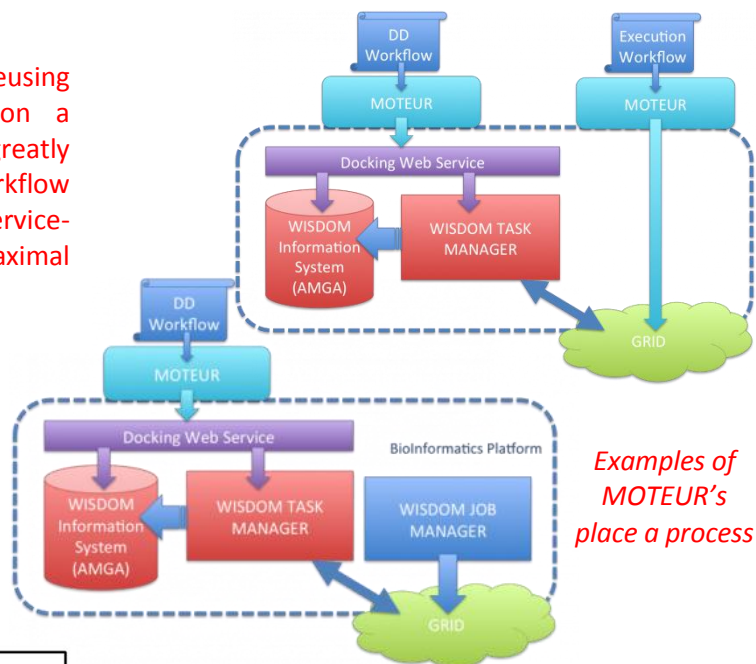 eusing
on a
greatly
rkflow
ervice-
aximal
DD
Workflow
Execution
Workflow
MOTEUR
MOTEUR
Docking Web Service
WISDOM
Information
System
(AMGA)
WISDOM TASK
MANAGER
GRID
DD
Workflow
MOTEUR
Docking Web Service
BioInformatics Platform
WISDOM
Information
System
(AMGA)
WISDOM TASK
MANAGER
WISDOM JOB
MANAGER
GRID
Examples of
MOTEUR's
place a process